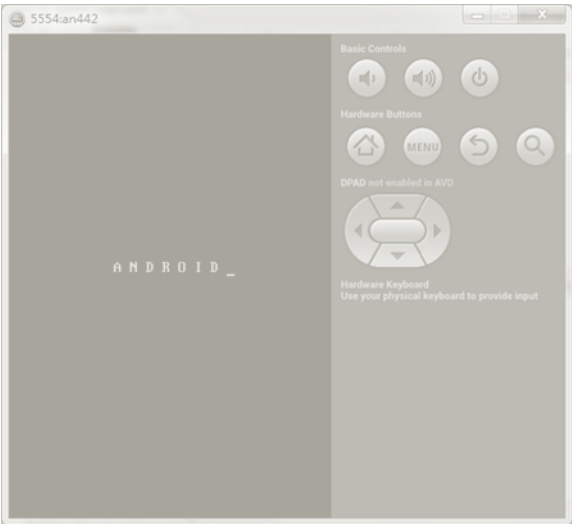 5554:an442
Basic Controls
Hardware Buttons
MENU
DPAD not enabled in AVD
A N D R O I D _
Hardware Keyboard
Use your physical keyboard to provide input